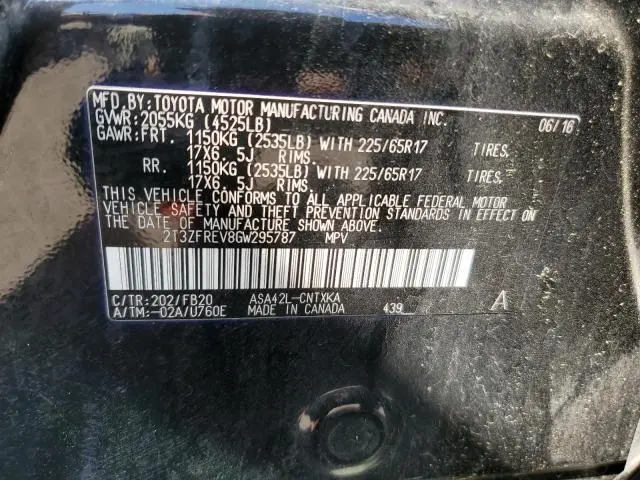 MFD.BY:TOYOTA MOTOR MANUFACTURING CANADA INC.
GVWR:2055KG (4525LB) 06/16
GAWR:FRT. 1150KG (2535LB) WITH 225/65R17 TIRES,
17X6.5J RIMS.
RR. 1150KG (2535LB) WITH 225/65R17 TIRES,
17X6.5J RIMS.
THIS VEHICLE CONFORMS TO ALL APPLICABLE FEDERAL MOTOR
VEHICLE SAFETY AND THEFT PREVENTION STANDARDS IN EFFECT ON
THE DATE OF MANUFACTURE SHOWN ABOVE.
2T3ZFREV8GW295787 MPV
C/TR:202/FB20 ASA42L-CNTXKA A
A/TM:-02A/U760E MADE IN CANADA 439